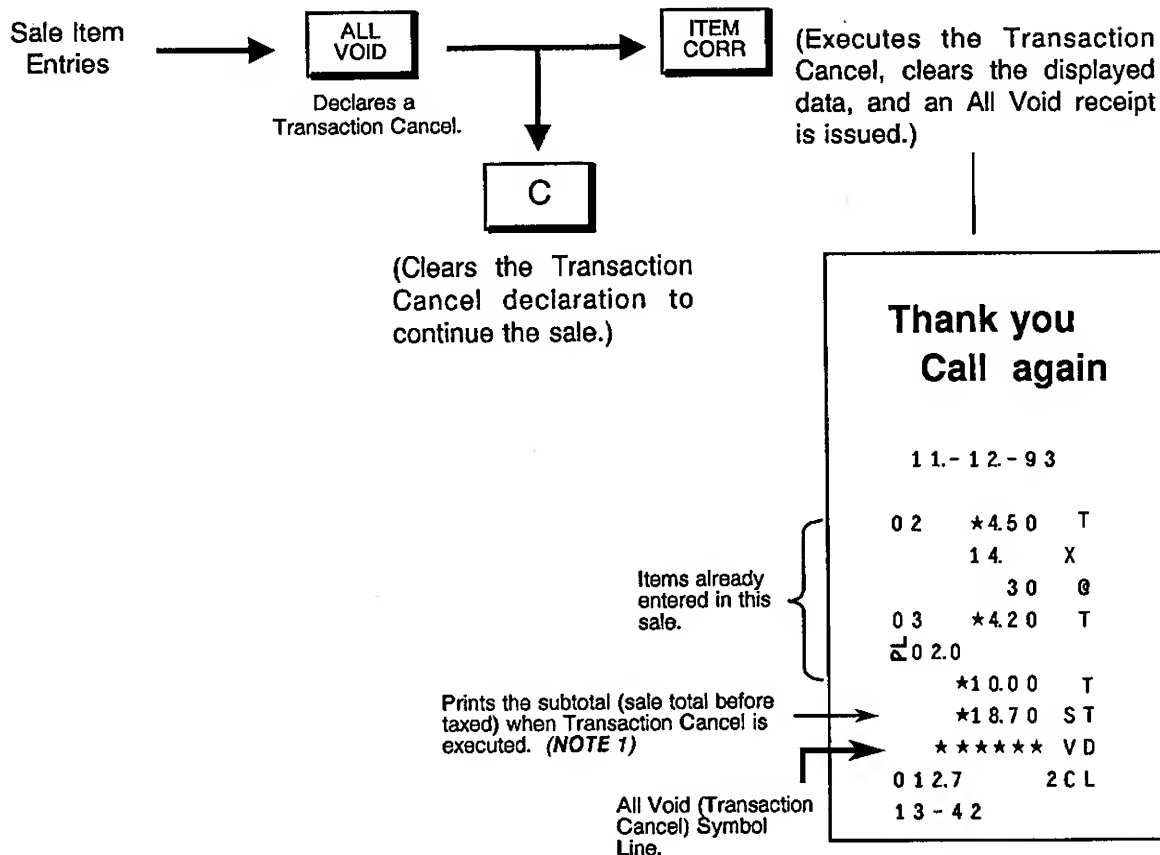 Sale Item
Entries
ALL
VOID
Declares a
Transaction Cancel.
ITEM
CORR
(Executes the Transaction
Cancel, clears the displayed
data, and an All Void receipt
is issued.)
C
(Clears the Transaction
Cancel declaration to
continue the sale.)
Thank you
Call again
11.-12.-93
02 ★4.50 T
14. X
30 @
03 ★4.20 T
PL02.0
★10.00 T
★18.70 ST
★★★★★★ VD
012.7 2CL
13-42
Items already
entered in this
sale.
Prints the subtotal (sale total before
taxed) when Transaction Cancel is
executed. (NOTE 1)
All Void (Transaction
Cancel) Symbol
Line.